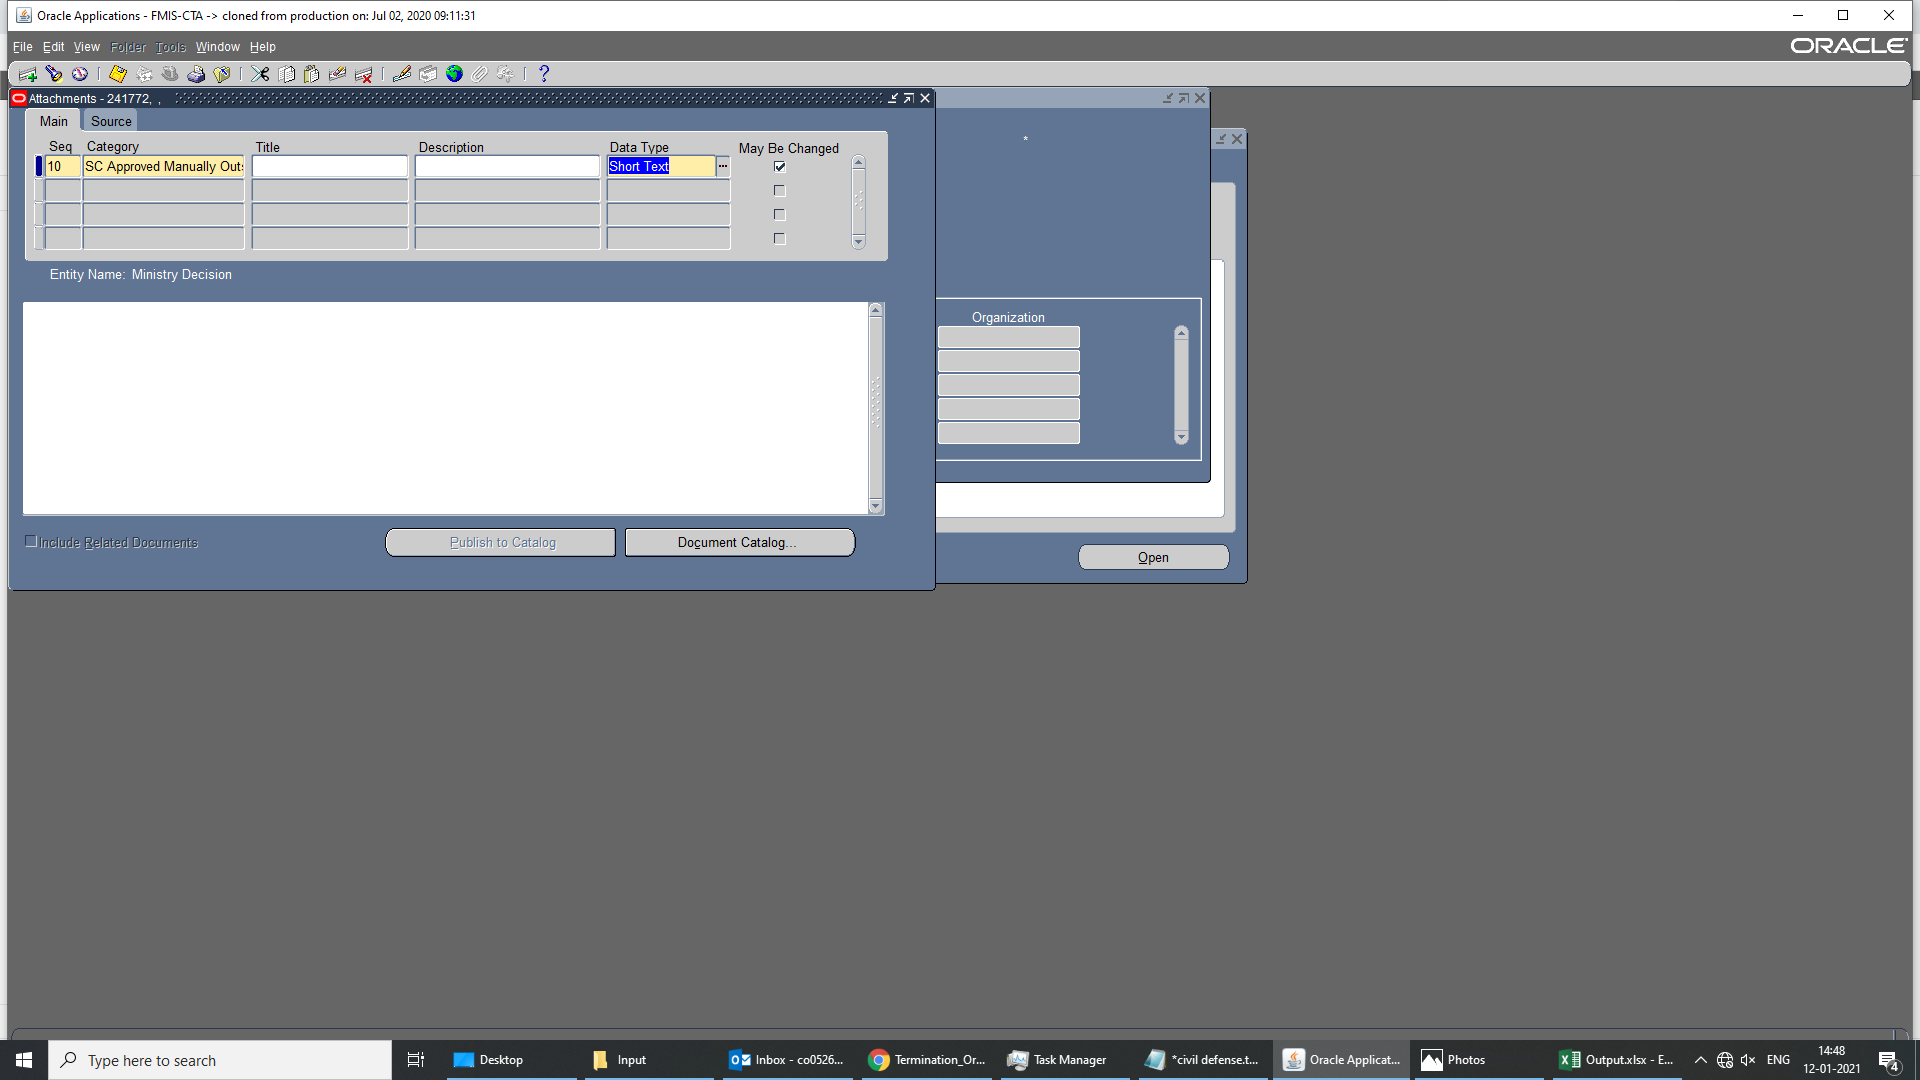 Oracle Applications - FMIS-CTA -> cloned from production on: Jul 02, 2020 09:11:31
File Edit View Folder Tools Window Help
ORACLE
Attachments - 241772, ,
Main Source
Seq Category Title Description Data Type May Be Changed
10 SC Approved Manually Outs Short Text
Entity Name: Ministry Decision
Include Related Documents
Publish to Catalog
Document Catalog...
*
Organization
Open
Type here to search
Desktop
Input
Inbox - co0526...
Termination_Or...
Task Manager
*civil defense.t...
Oracle Applicat...
Photos
Output.xlsx - E...
ENG
14:48
12-01-2021
4